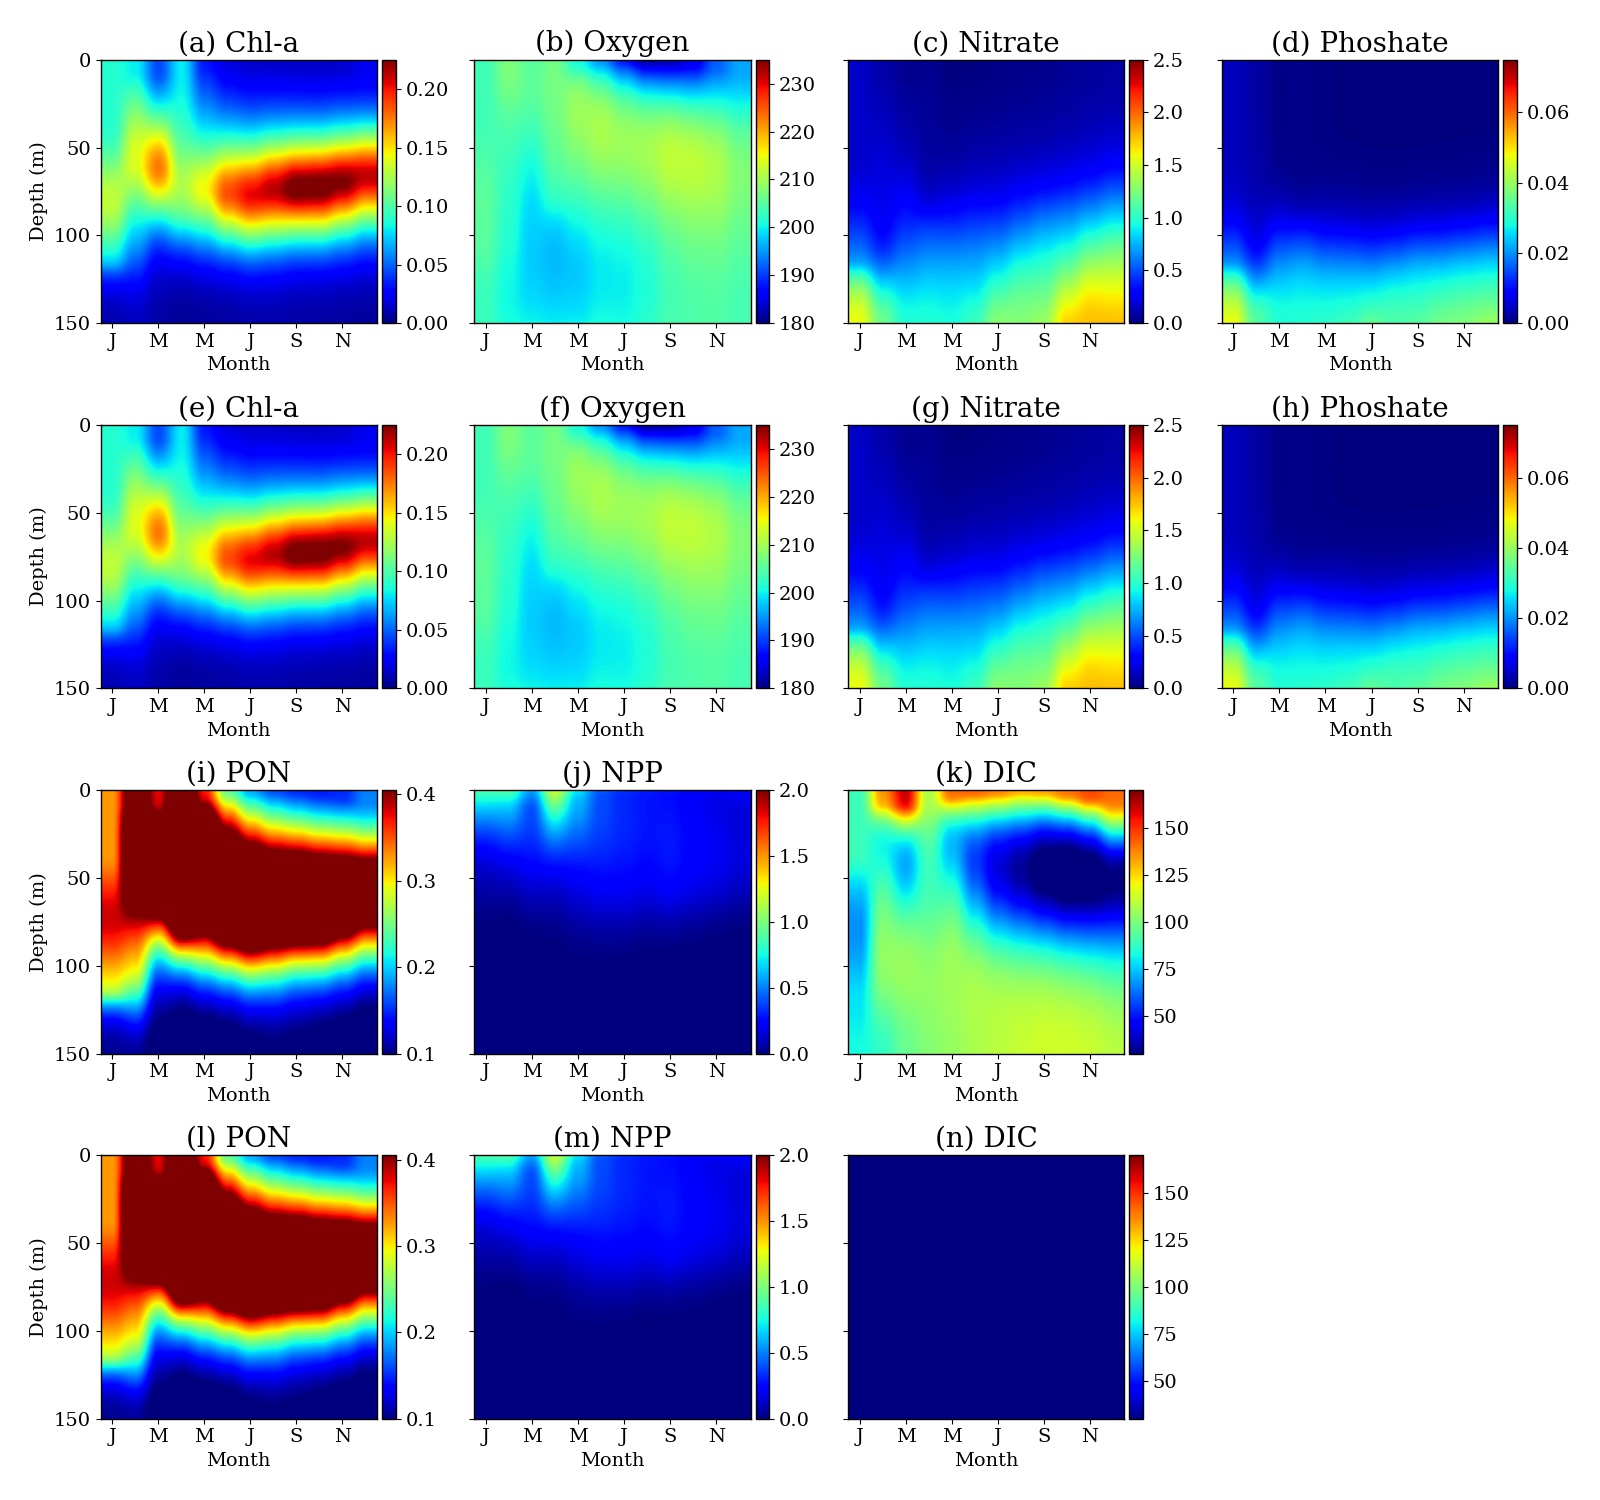 (a) Chl-a (b) Oxygen (c) Nitrate (d) Phoshate
0
50
100
150
Depth (m)
J M M J S N
Month
0.20
0.15
0.10
0.05
0.00
J M M J S N
Month
230
220
210
200
190
180
J M M J S N
Month
2.5
2.0
1.5
1.0
0.5
0.0
J M M J S N
Month
0.06
0.04
0.02
0.00
(e) Chl-a (f) Oxygen (g) Nitrate (h) Phoshate
0
50
100
150
Depth (m)
J M M J S N
Month
0.20
0.15
0.10
0.05
0.00
J M M J S N
Month
230
220
210
200
190
180
J M M J S N
Month
2.5
2.0
1.5
1.0
0.5
0.0
J M M J S N
Month
0.06
0.04
0.02
0.00
(i) PON (j) NPP (k) DIC
0
50
100
150
Depth (m)
J M M J S N
Month
0.4
0.3
0.2
0.1
J M M J S N
Month
2.0
1.5
1.0
0.5
0.0
J M M J S N
Month
150
125
100
75
50
(l) PON (m) NPP (n) DIC
0
50
100
150
Depth (m)
J M M J S N
Month
0.4
0.3
0.2
0.1
J M M J S N
Month
2.0
1.5
1.0
0.5
0.0
J M M J S N
Month
150
125
100
75
50